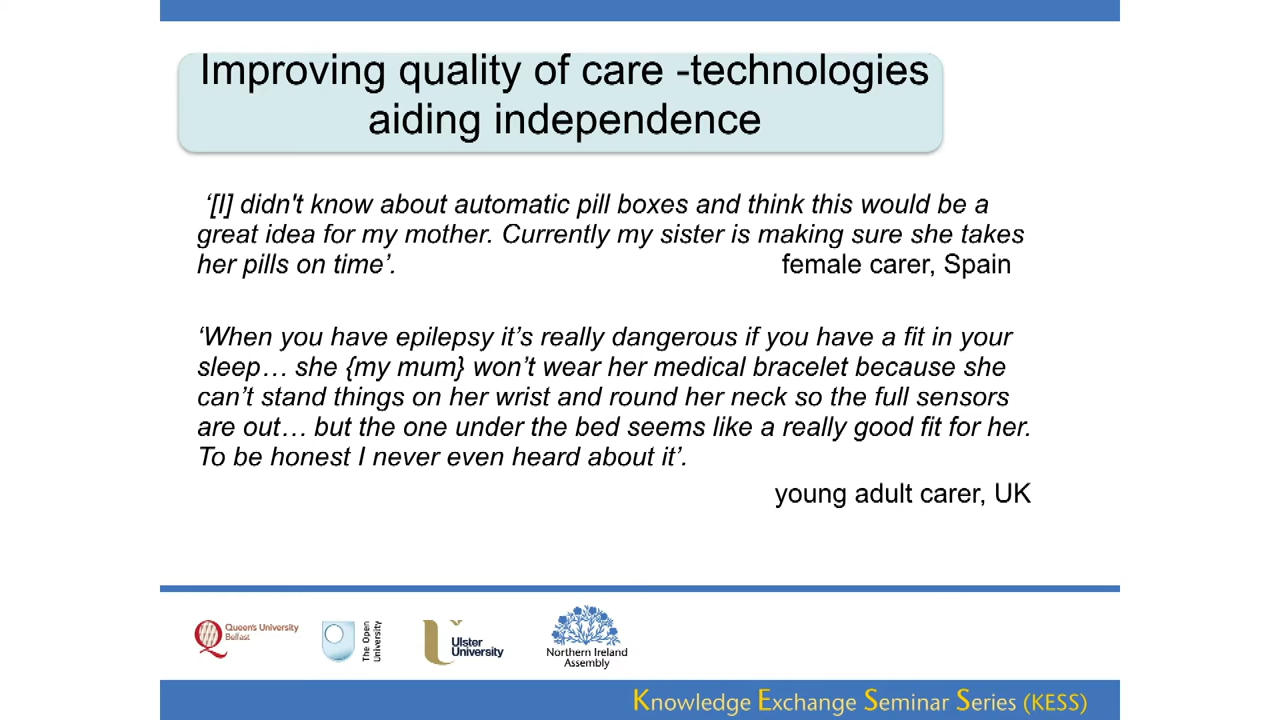 Improving quality of care -technologies
aiding independence
‘[I] didn't know about automatic pill boxes and think this would be a
great idea for my mother. Currently my sister is making sure she takes
her pills on time’. female carer, Spain
‘When you have epilepsy it’s really dangerous if you have a fit in your
sleep… she {my mum} won’t wear her medical bracelet because she
can’t stand things on her wrist and round her neck so the full sensors
are out… but the one under the bed seems like a really good fit for her.
To be honest I never even heard about it’.
young adult carer, UK
Queen's University
Belfast
The Open
University
Ulster
University
Northern Ireland
Assembly
Knowledge Exchange Seminar Series (KESS)